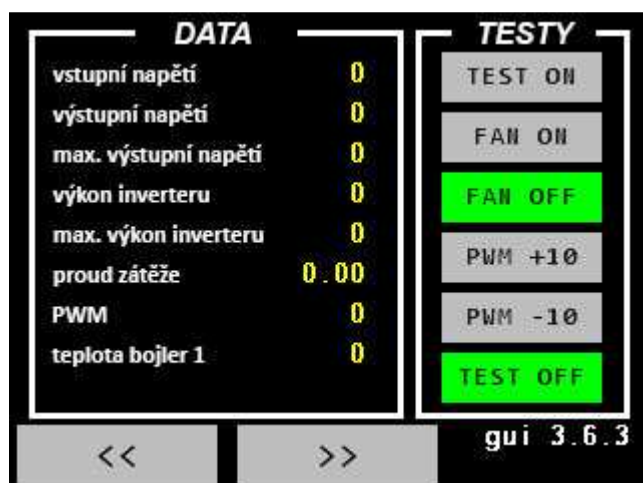 DATA
vstupní napětí 0
výstupní napětí 0
max. výstupní napětí 0
výkon inverteru 0
max. výkon inverteru 0
proud zátěže 0.00
PWM 0
teplota bojler 1 0
TESTY
TEST ON
FAN ON
FAN OFF
PWM +10
PWM -10
TEST OFF
<< >>
gui 3.6.3